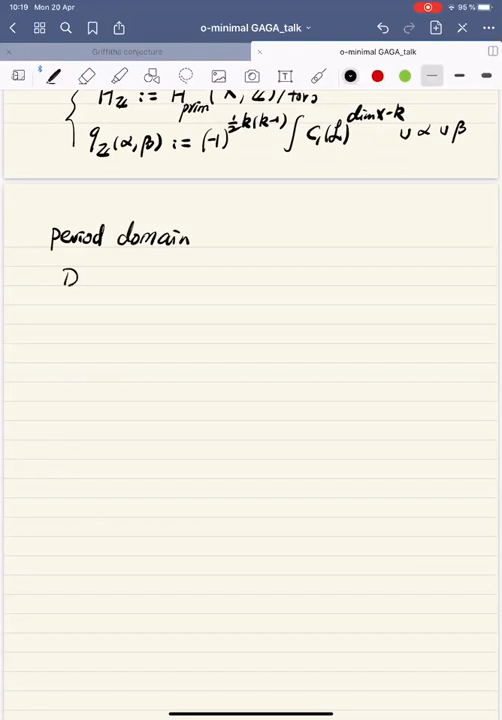 10:19 Mon 20 Apr
95 %
o-minimal GAGA_talk
Griffiths conjecture
o-minimal GAGA_talk
H_ℤ := H_prim (X, ℤ)/tors
q_ℤ(α, β) := (-1)^{½k(k-1)} ∫ c₁(𝓛)^{dim X-k} ∪ α ∪ β
period domain
D